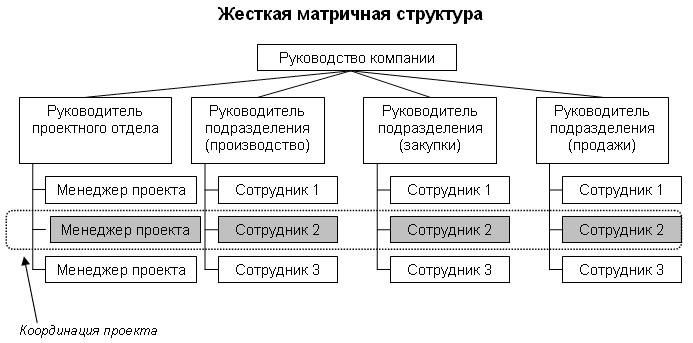 Жесткая матричная структура
Руководство компании
Руководитель
проектного отдела
Руководитель
подразделения
(производство)
Руководитель
подразделения
(закупки)
Руководитель
подразделения
(продажи)
Менеджер проекта
Сотрудник 1
Сотрудник 1
Сотрудник 1
Менеджер проекта
Сотрудник 2
Сотрудник 2
Сотрудник 2
Менеджер проекта
Сотрудник 3
Сотрудник 3
Сотрудник 3
Координация проекта